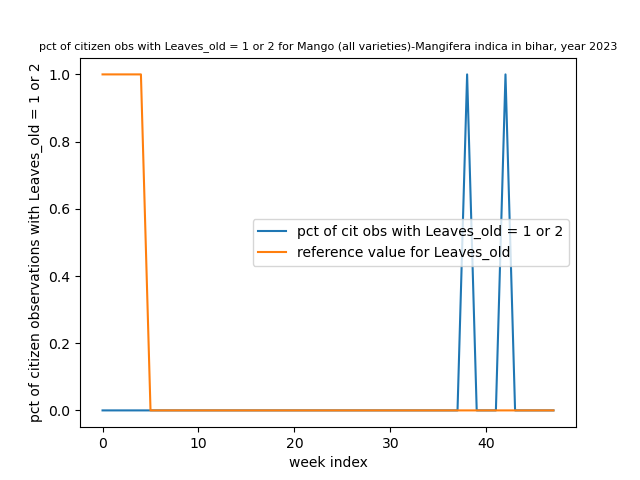 pct of citizen obs with Leaves_old = 1 or 2 for Mango (all varieties)-Mangifera indica in bihar, year 2023
pct of citizen observations with Leaves_old = 1 or 2
1.0
0.8
0.6
0.4
0.2
0.0
pct of cit obs with Leaves_old = 1 or 2
reference value for Leaves_old
0 10 20 30 40
week index